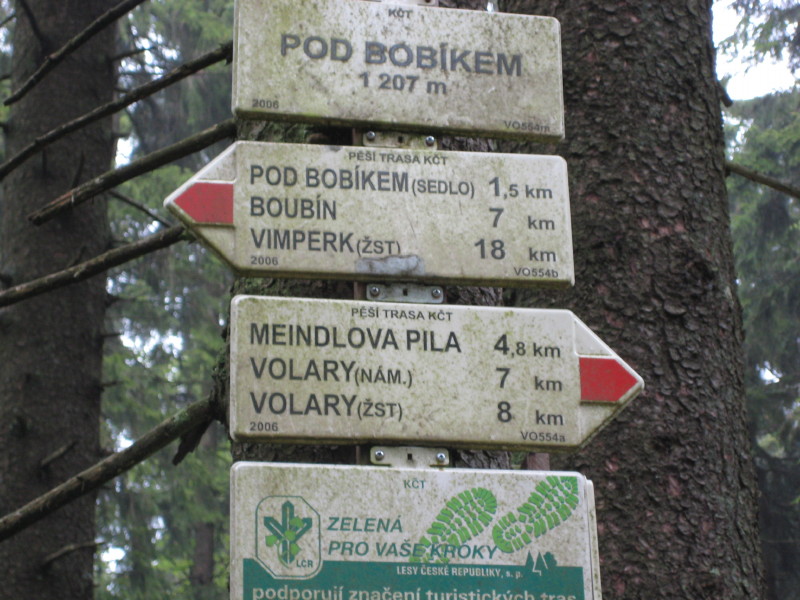 KČT
POD BOBÍKEM
1 207 m
2006 VO554m
PĚŠÍ TRASA KČT
POD BOBÍKEM (SEDLO) 1,5 km
BOUBÍN 7 km
VIMPERK (ŽST) 18 km
2006 VO554b
PĚŠÍ TRASA KČT
MEINDLOVA PILA 4,8 km
VOLARY (NÁM.) 7 km
VOLARY (ŽST) 8 km
2006 VO554a
KČT
ZELENÁ
PRO VAŠE KROKY
LČR
LESY ČESKÉ REPUBLIKY, s. p.
podporují značení turistických tras